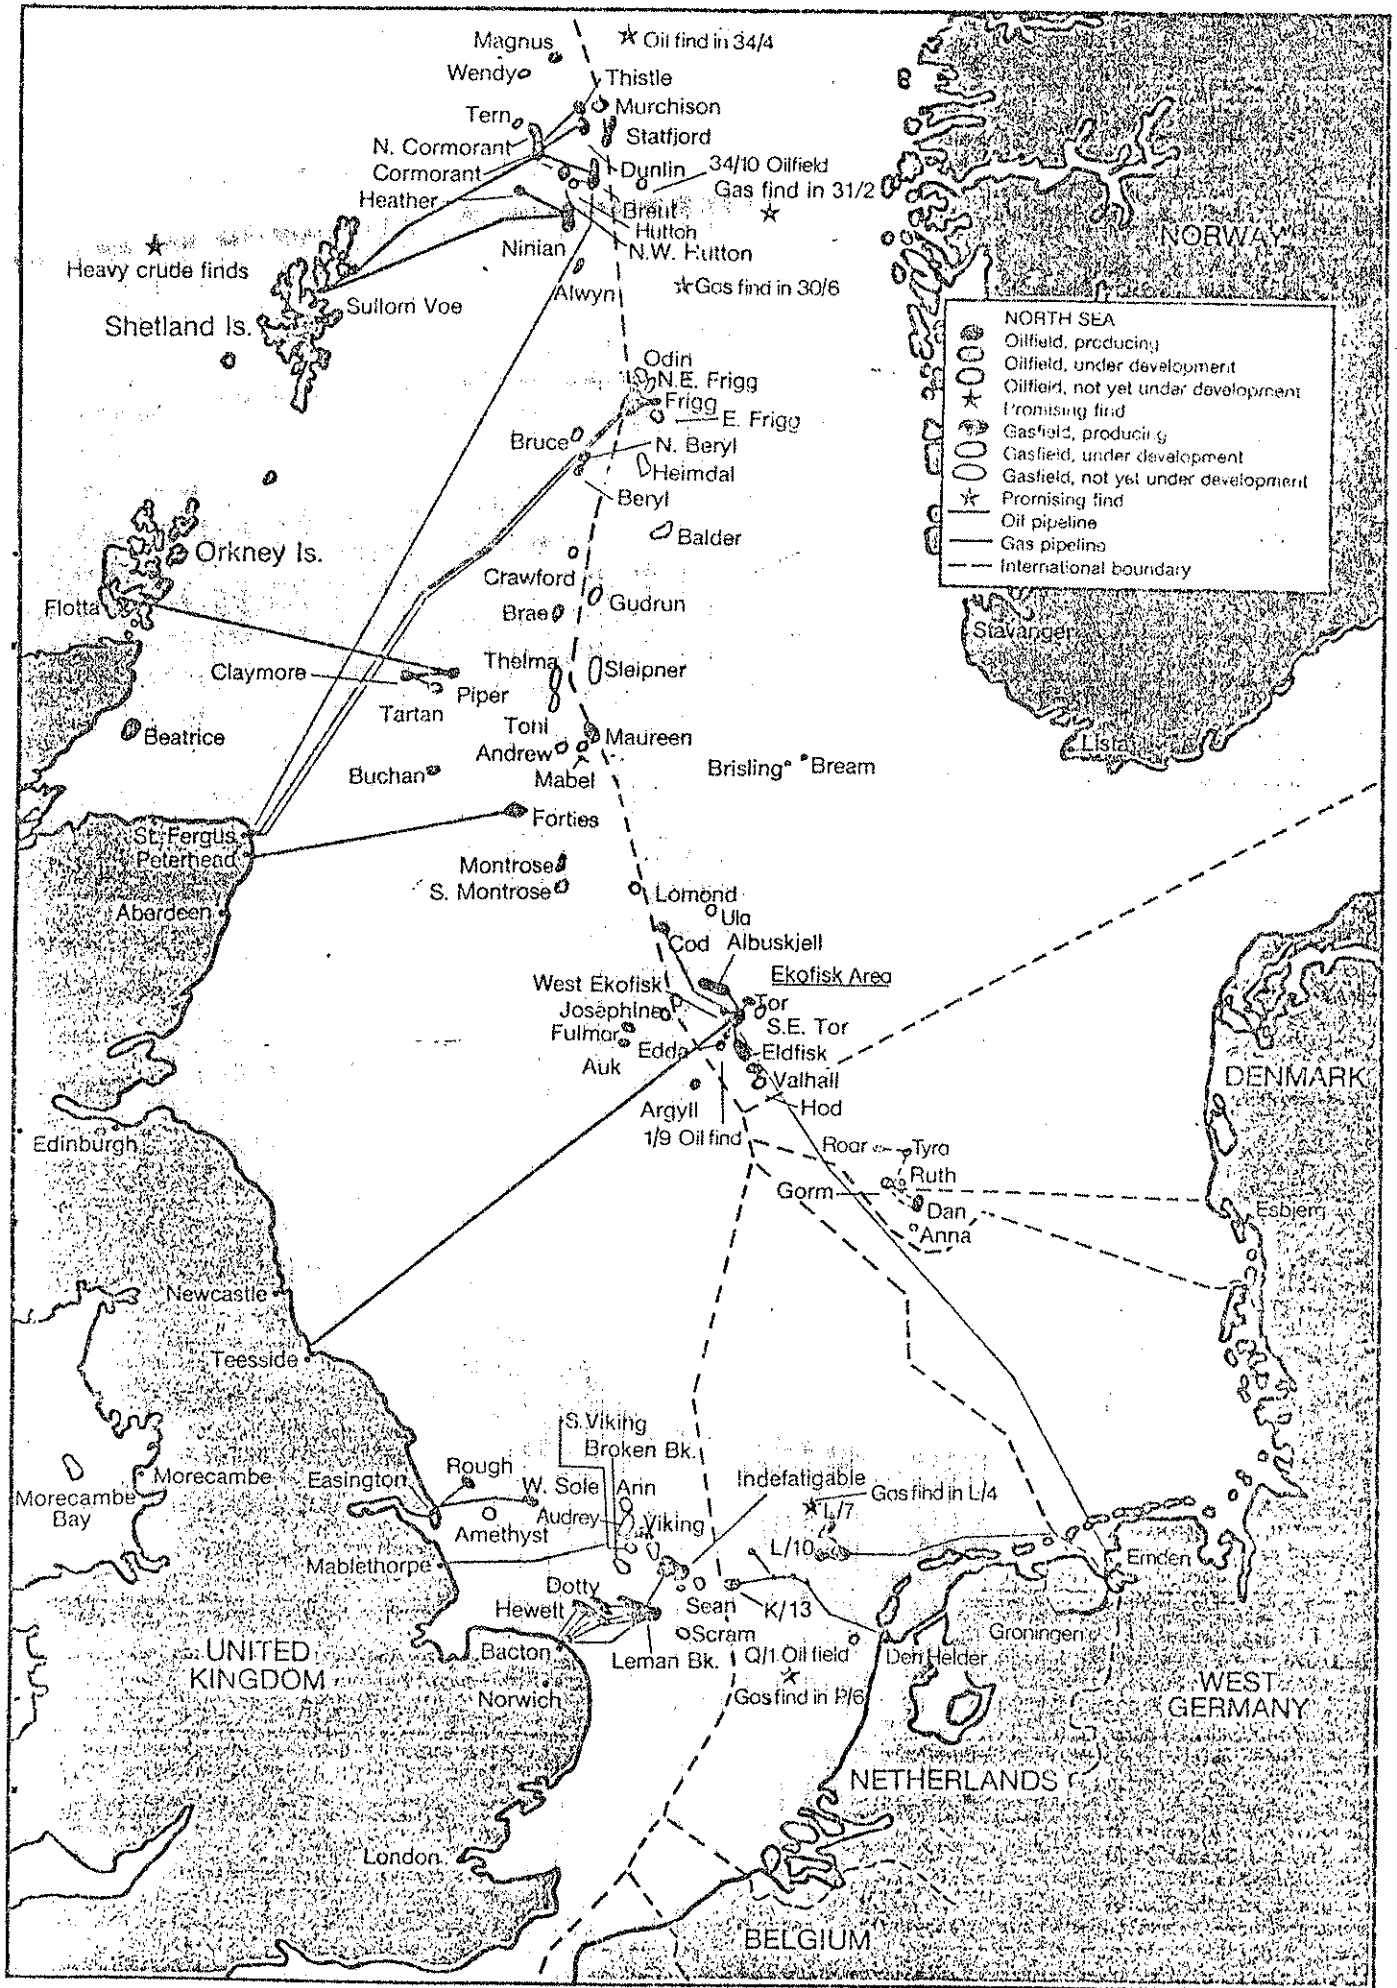 Magnus
Oil find in 34/4
Wendy
Thistle
Tern
Murchison
Statfjord
N. Cormorant
Cormorant
Dunlin
34/10 Oilfield
Gas find in 31/2
Heather
Brent
Hutton
N.W. Hutton
NORWAY
Ninian
Heavy crude finds
Alwyn
Gas find in 30/6
Sullom Voe
Shetland Is.
NORTH SEA
Oilfield, producing
Oilfield, under development
Oilfield, not yet under development
Promising find
Gasfield, producing
Gasfield, under development
Gasfield, not yet under development
Promising find
Oil pipeline
Gas pipeline
International boundary
Odin
N.E. Frigg
Frigg
E. Frigg
Bruce
N. Beryl
Heimdal
Beryl
Balder
Orkney Is.
Crawford
Flotta
Brae
Gudrun
Stavanger
Claymore
Thelma
Sleipner
Piper
Tartan
Toni
Beatrice
Andrew
Maureen
Lista
Buchan
Mabel
Brisling
Bream
Forties
St. Fergus
Peterhead
Montrose
S. Montrose
Lomond
Aberdeen
Ula
Cod
Albuskjell
Ekofisk Area
West Ekofisk
Josephine
Tor
S.E. Tor
Fulmar
Edda
Eldfisk
Auk
Valhall
DENMARK
Argyll
Hod
1/9 Oil find
Edinburgh
Roar
Tyra
Ruth
Gorm
Dan
Esbjerg
Anna
Newcastle
Teesside
S.Viking
Broken Bk.
Morecambe
Morecambe
Bay
Easington
Rough
W. Sole
Ann
Indefatigable
Gas find in L/4
Audrey
Viking
L/7
Amethyst
L/10
Mablethorpe
Emden
Dotty
Hewett
Sean
K/13
Scram
Groningen
UNITED
KINGDOM
Bacton
Leman Bk.
Q/1 Oil field
Den Helder
Norwich
Gas find in P/6
WEST
GERMANY
NETHERLANDS
London
BELGIUM